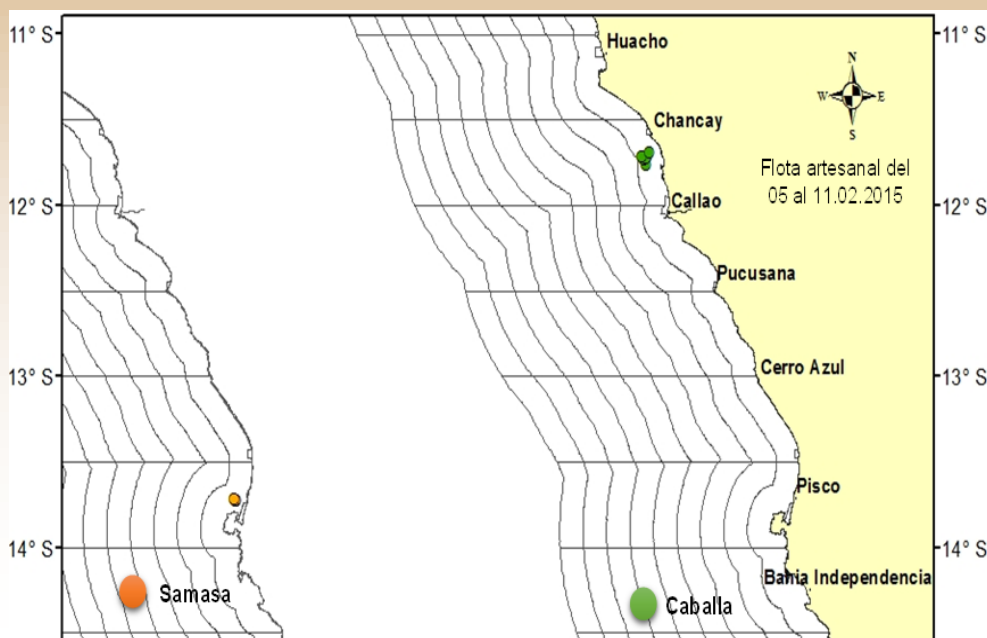 11° S
11° S
Huacho
N
W
E
S
Chancay
Flota artesanal del
05 al 11.02.2015
Callao
12° S
12° S
Pucusana
Cerro Azul
13° S
13° S
Pisco
14° S
14° S
Bahia Independencia
Samasa
Caballa